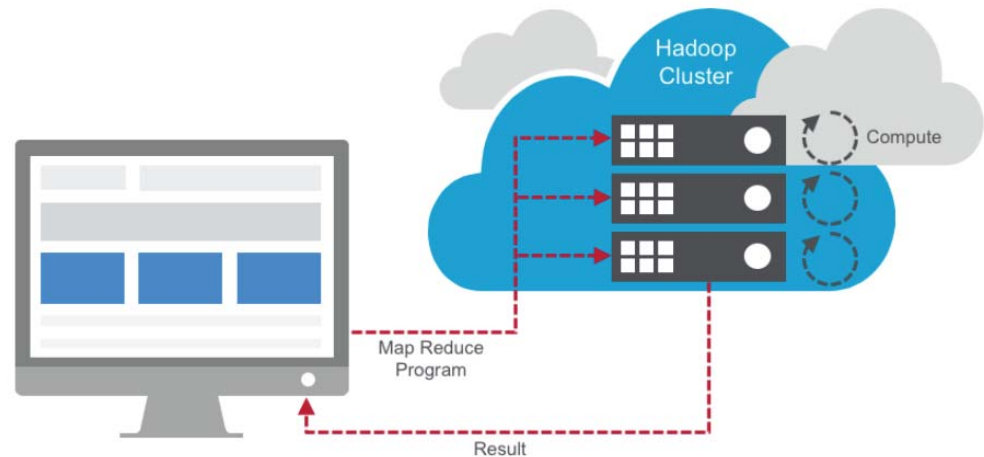 Hadoop
Cluster
Compute
Map Reduce
Program
Result